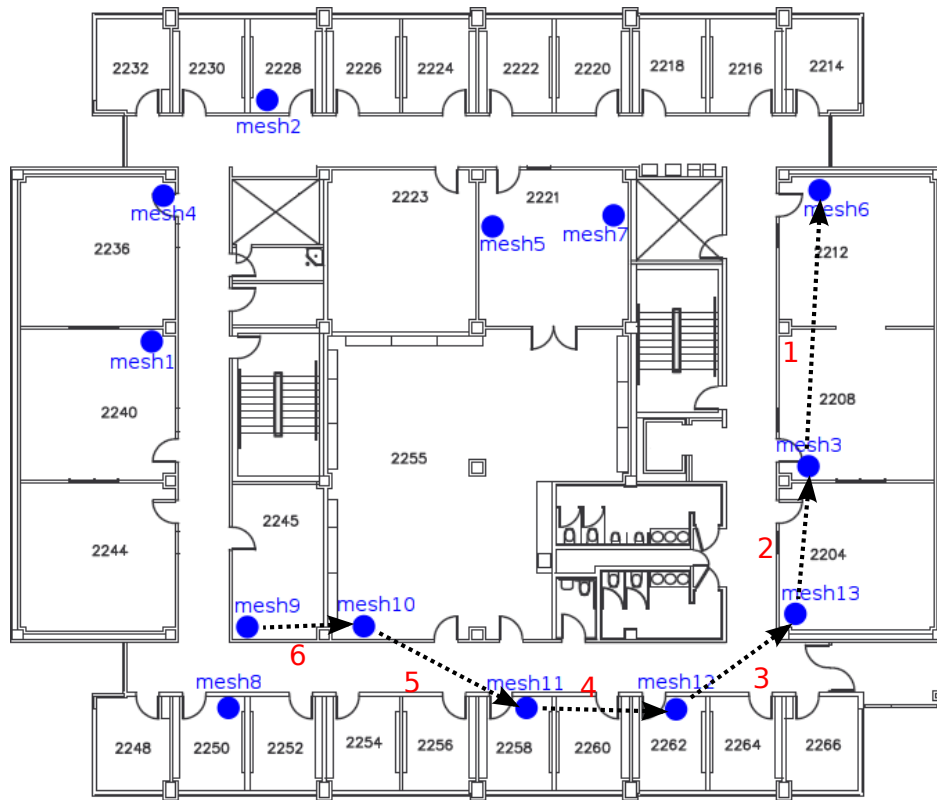 2232 2230 2228 2226 2224 2222 2220 2218 2216 2214
mesh2
2223 2221
mesh4 mesh5 mesh7 mesh6
2236 2212
1
mesh1
2240 2208
2255 mesh3
2245
2244 2 2204
mesh9 mesh10 mesh13
6
mesh8 5 mesh11 4 mesh12 3
2248 2250 2252 2254 2256 2258 2260 2262 2264 2266